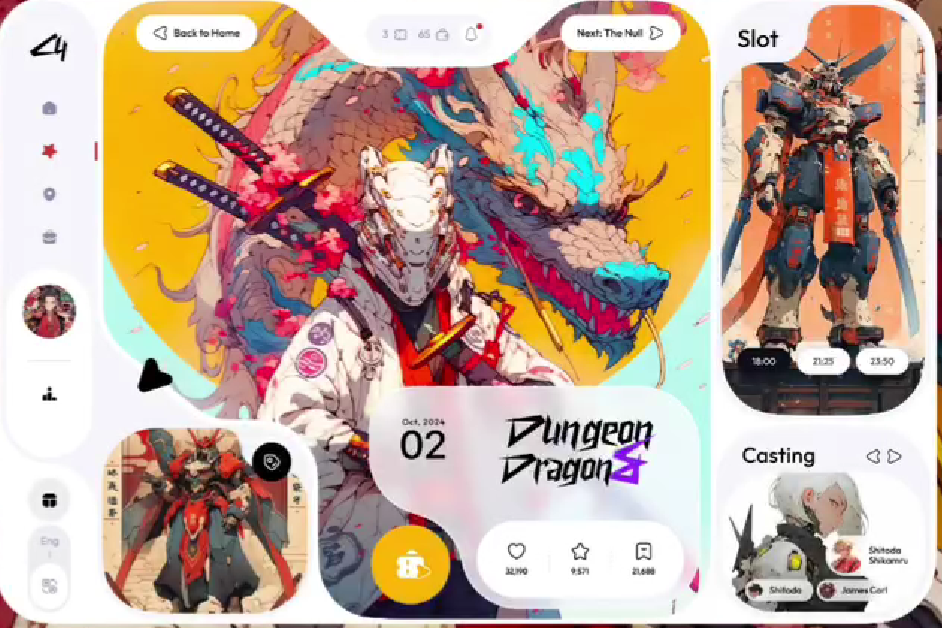 Back to Home
3
65
Next: The Null
Slot
18:00
21:25
23:50
Oct, 2024
02
Dungeon
Dragon&
32,190
9,571
21,688
Casting
Shitoda
Shikamru
Shitoda
James Carl
Eng